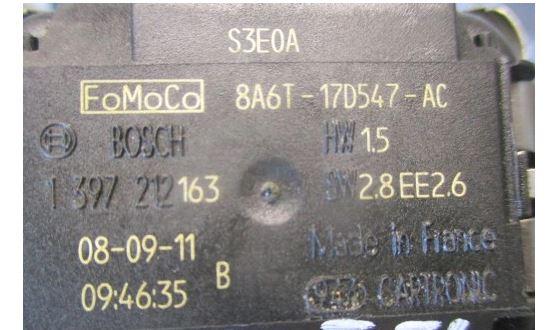 S3E0A
FoMoCo 8A6T-17D547-AC
BOSCH HW 1.5
1 397 212 163 SW 2.8 EE2.6
08-09-11 Made in France
09:46:35 B CARTRONIC